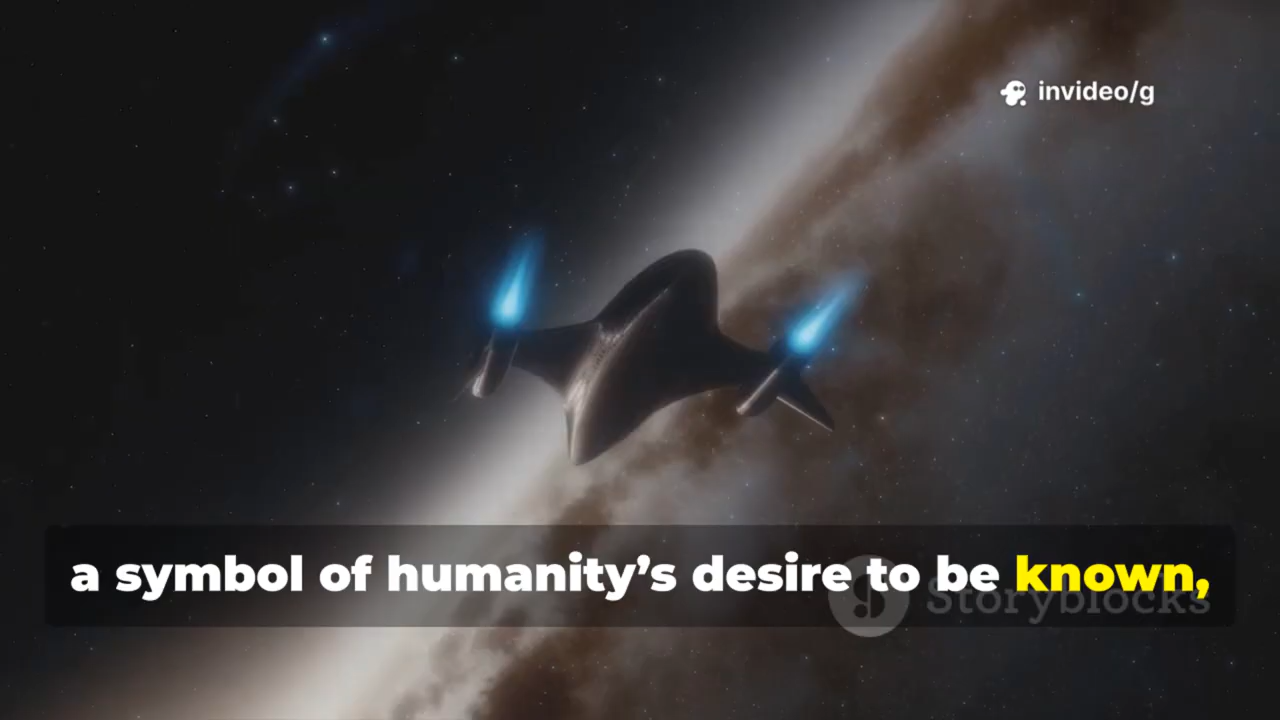 invideo/g
a symbol of humanity’s desire to be known,
Storyblocks